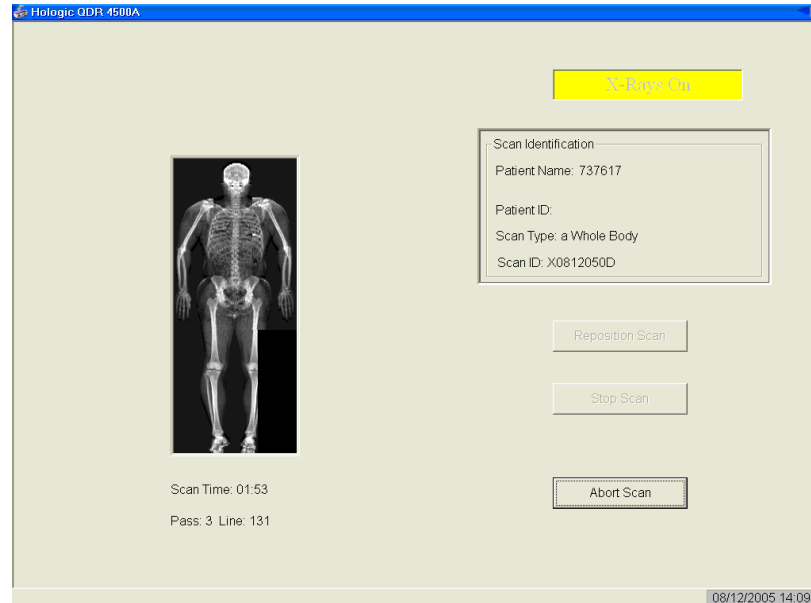 Hologic QDR 4500A
X-Rays On
Scan Identification
Patient Name: 737617
Patient ID:
Scan Type: a Whole Body
Scan ID: X0812050D
Reposition Scan
Stop Scan
Scan Time: 01:53
Abort Scan
Pass: 3 Line: 131
08/12/2005 14:09